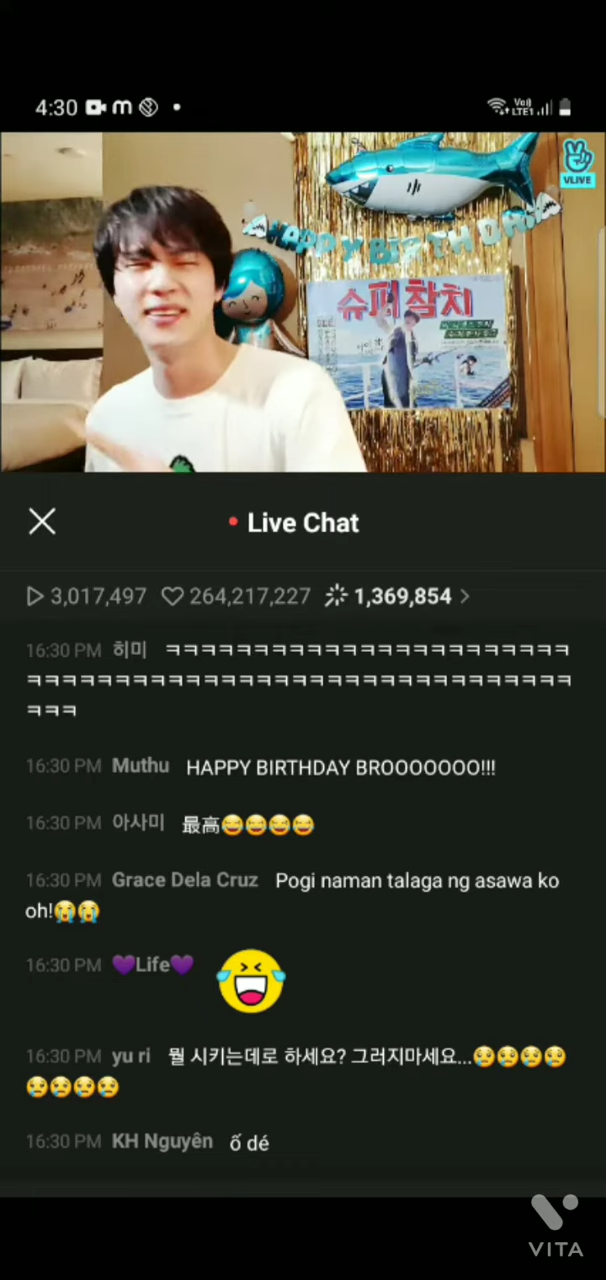 4:30
Vo))
LTE1
VLIVE
HAPPY BIRTHDAY
슈퍼참치
Live Chat
3,017,497 264,217,227 1,369,854
16:30 PM 히미 ㅋㅋㅋㅋㅋㅋㅋㅋㅋㅋㅋㅋㅋㅋㅋㅋㅋㅋㅋㅋㅋㅋㅋ
ㅋㅋㅋㅋㅋㅋㅋㅋㅋㅋㅋㅋㅋㅋㅋㅋㅋㅋㅋㅋㅋㅋㅋㅋㅋㅋㅋㅋㅋㅋㅋ
ㅋㅋㅋ
16:30 PM Muthu HAPPY BIRTHDAY BROOOOOOO!!!
16:30 PM 아사미 最高😆😆😆😆
16:30 PM Grace Dela Cruz Pogi naman talaga ng asawa ko
oh!😭😭
16:30 PM 💜Life💜
16:30 PM yu ri 뭘 시키는데로 하세요? 그러지마세요...😢😢😢😢
😢😢😢😢
16:30 PM KH Nguyên ố dé
VITA